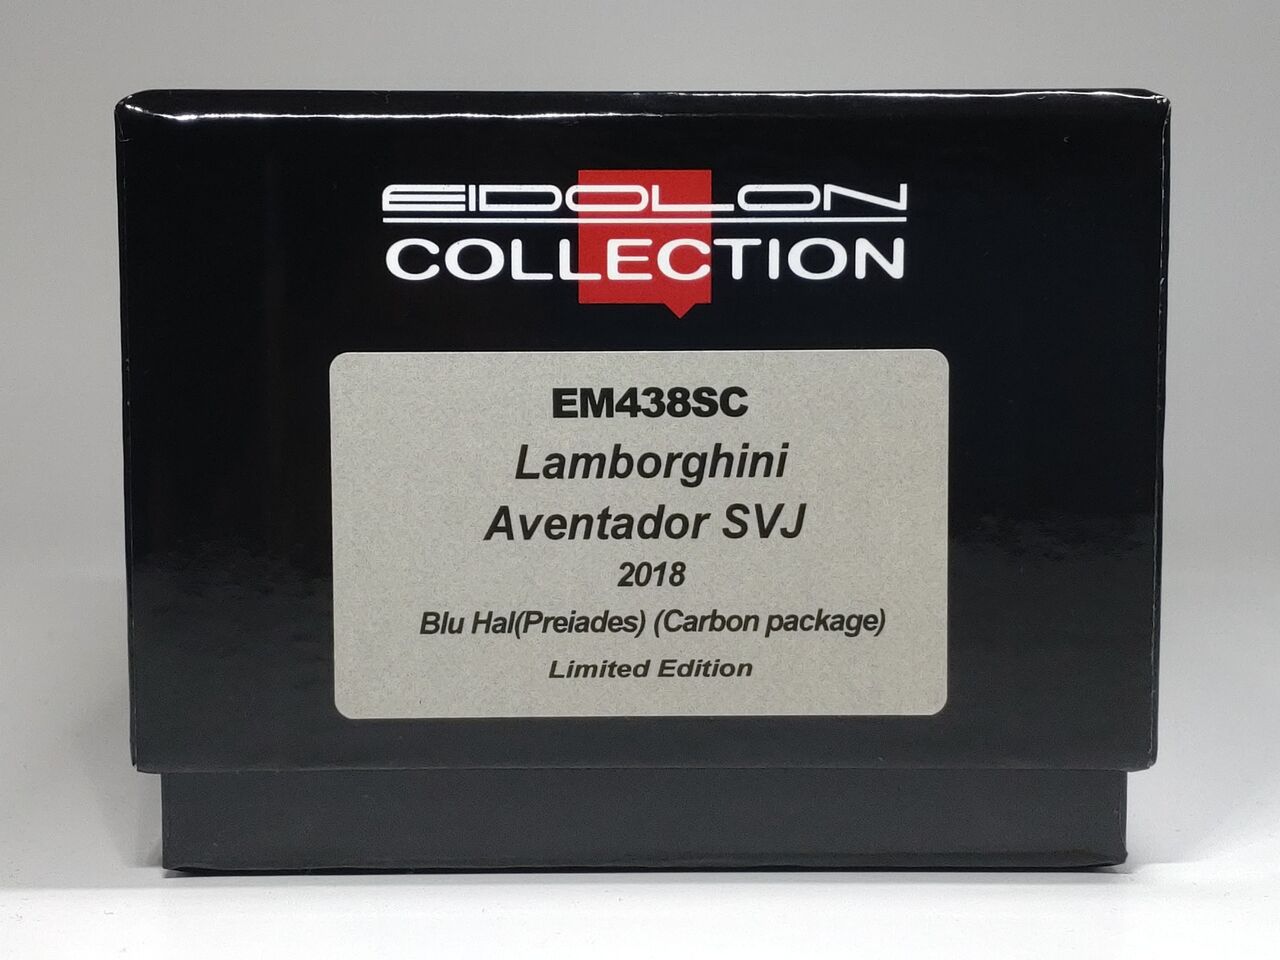 EIDOLON
COLLECTION
EM438SC
Lamborghini
Aventador SVJ
2018
Blu Hal(Preiades) (Carbon package)
Limited Edition